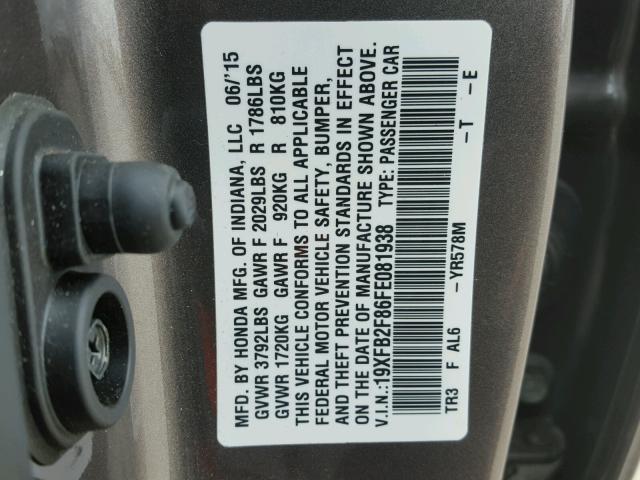 MFD. BY HONDA MFG. OF INDIANA, LLC 06/'15
GVWR 3792LBS GAWR F 2029LBS R 1786LBS
GVWR 1720KG GAWR F 920KG R 810KG
THIS VEHICLE CONFORMS TO ALL APPLICABLE
FEDERAL MOTOR VEHICLE SAFETY, BUMPER,
AND THEFT PREVENTION STANDARDS IN EFFECT
ON THE DATE OF MANUFACTURE SHOWN ABOVE.
V.I.N.:19XFB2F86FE081938 TYPE: PASSENGER CAR
TR3 F AL6 -YR578M -T -E